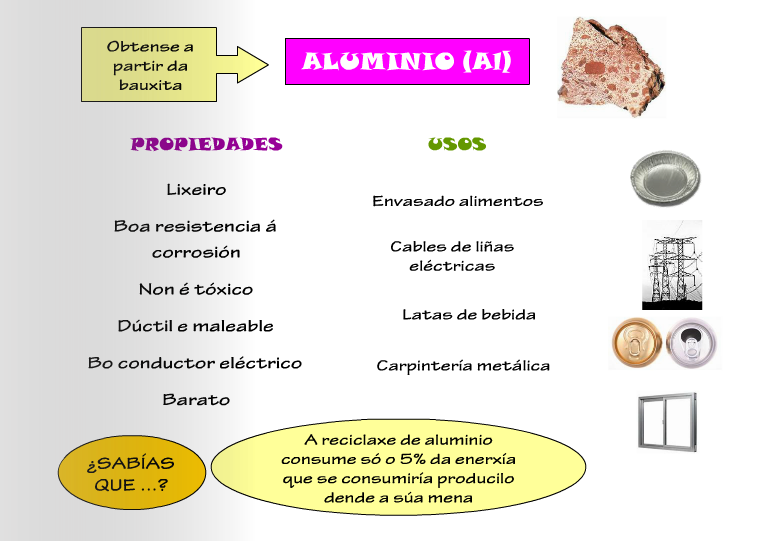 Obtense a
partir da
bauxita
ALUMINIO (Al)
PROPIEDADES
Lixeiro
Boa resistencia á
corrosión
Non é tóxico
Dúctil e maleable
Bo conductor eléctrico
Barato
USOS
Envasado alimentos
Cables de liñas
eléctricas
Latas de bebida
Carpintería metálica
¿SABÍAS
QUE ...?
A reciclaxe de aluminio
consume só o 5% da enerxía
que se consumiría producilo
dende a súa mena